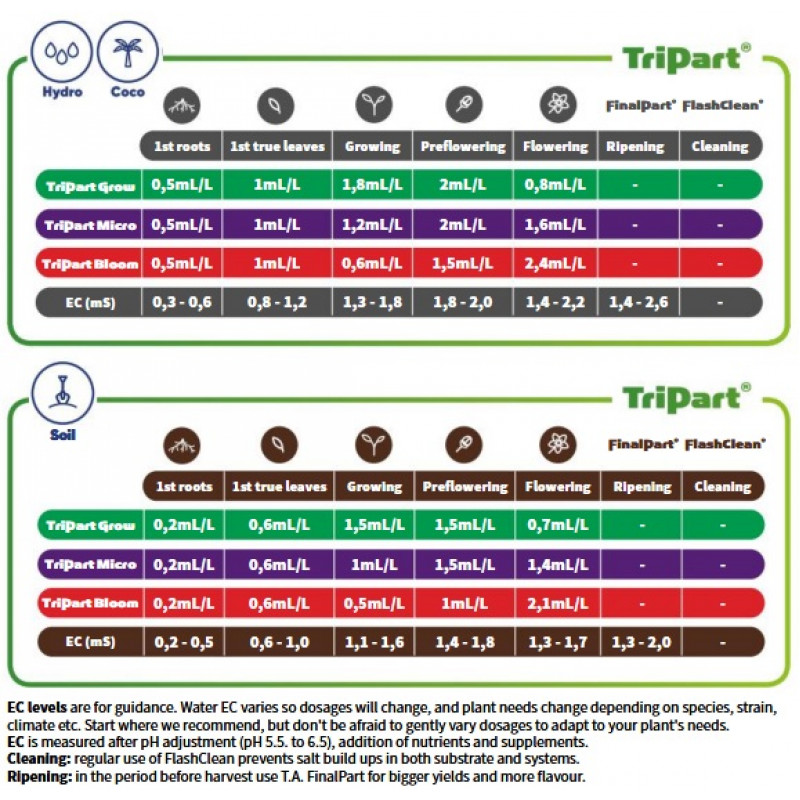 TriPart®
Hydro Coco
FinalPart® FlashClean®
1st roots 1st true leaves Growing Preflowering Flowering Ripening Cleaning
TriPart Grow 0,5mL/L 1mL/L 1,8mL/L 2mL/L 0,8mL/L - -
TriPart Micro 0,5mL/L 1mL/L 1,2mL/L 2mL/L 1,6mL/L - -
TriPart Bloom 0,5mL/L 1mL/L 0,6mL/L 1,5mL/L 2,4mL/L - -
EC (mS) 0,3 - 0,6 0,8 - 1,2 1,3 - 1,8 1,8 - 2,0 1,4 - 2,2 1,4 - 2,6 -
TriPart®
Soil
FinalPart® FlashClean®
1st roots 1st true leaves Growing Preflowering Flowering Ripening Cleaning
TriPart Grow 0,2mL/L 0,6mL/L 1,5mL/L 1,5mL/L 0,7mL/L - -
TriPart Micro 0,2mL/L 0,6mL/L 1mL/L 1,5mL/L 1,4mL/L - -
TriPart Bloom 0,2mL/L 0,6mL/L 0,5mL/L 1mL/L 2,1mL/L - -
EC (mS) 0,2 - 0,5 0,6 - 1,0 1,1 - 1,6 1,4 - 1,8 1,3 - 1,7 1,3 - 2,0 -
EC levels are for guidance. Water EC varies so dosages will change, and plant needs change depending on species, strain,
climate etc. Start where we recommend, but don't be afraid to gently vary dosages to adapt to your plant's needs.
EC is measured after pH adjustment (pH 5.5. to 6.5), addition of nutrients and supplements.
Cleaning: regular use of FlashClean prevents salt build ups in both substrate and systems.
Ripening: in the period before harvest use T.A. FinalPart for bigger yields and more flavour.